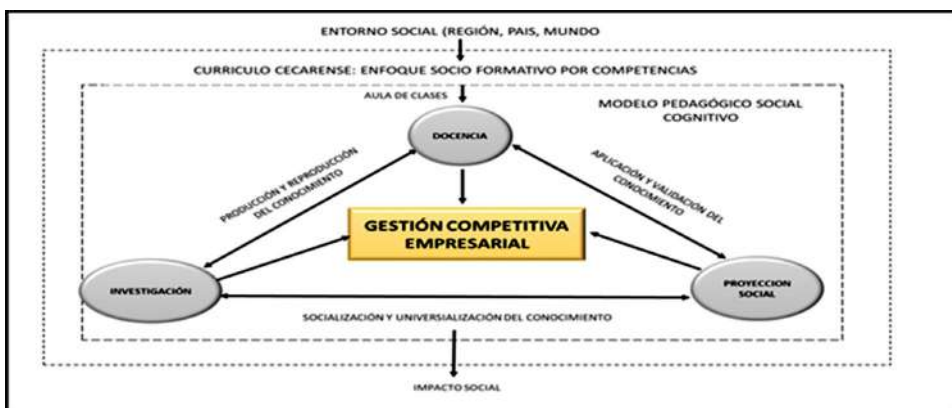 ENTORNO SOCIAL (REGIÓN, PAIS, MUNDO
CURRICULO CECARENSE: ENFOQUE SOCIO FORMATIVO POR COMPETENCIAS
AULA DE CLASES
MODELO PEDAGÓGICO SOCIAL
COGNITIVO
DOCENCIA
PRODUCCIÓN Y REPRODUCCIÓN
DEL CONOCIMIENTO
APLICACIÓN Y VALIDACIÓN DEL
CONOCIMIENTO
GESTIÓN COMPETITIVA
EMPRESARIAL
INVESTIGACIÓN
PROYECCION
SOCIAL
SOCIALIZACIÓN Y UNIVERSIALIZACIÓN DEL CONOCIMIENTO
IMPACTO SOCIAL